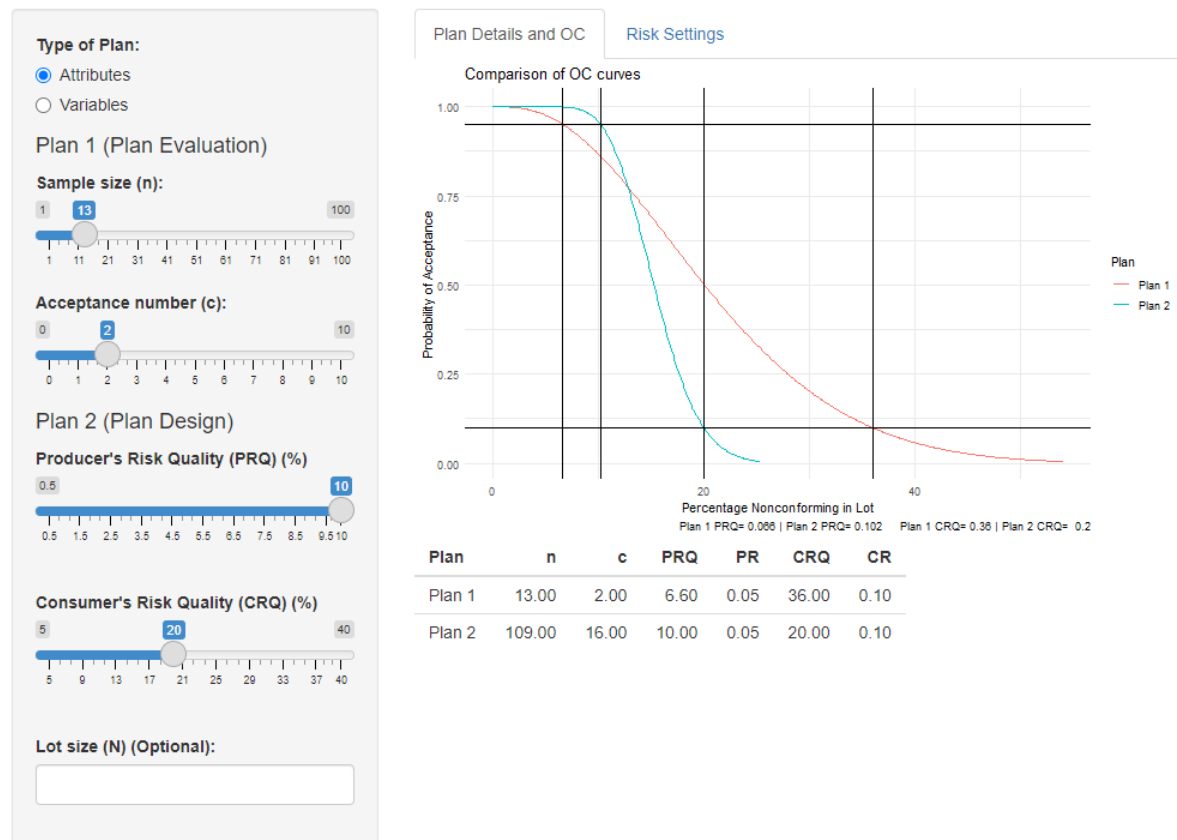 Type of Plan:
Attributes
Variables
Plan 1 (Plan Evaluation)
Sample size (n):
1 13 100
1 11 21 31 41 51 61 71 81 91 100
Acceptance number (c):
0 2 10
0 1 2 3 4 5 6 7 8 9 10
Plan 2 (Plan Design)
Producer's Risk Quality (PRQ) (%)
0.5 10
0.5 1.5 2.5 3.5 4.5 5.5 6.5 7.5 8.5 9.5 10
Consumer's Risk Quality (CRQ) (%)
5 20 40
5 9 13 17 21 25 29 33 37 40
Lot size (N) (Optional):
Plan Details and OC Risk Settings
Comparison of OC curves
1.00
0.75
0.50
0.25
0.00
Probability of Acceptance
0 20 40
Percentage Nonconforming in Lot
Plan 1 PRQ= 0.066 | Plan 2 PRQ= 0.102 Plan 1 CRQ= 0.36 | Plan 2 CRQ= 0.2
Plan
Plan 1
Plan 2
Plan n c PRQ PR CRQ CR
Plan 1 13.00 2.00 6.60 0.05 36.00 0.10
Plan 2 109.00 16.00 10.00 0.05 20.00 0.10